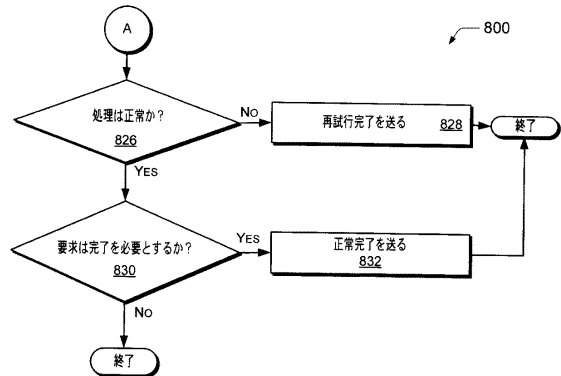 A
800
処理は正常か?
826
NO
再試行完了を送る 828
終了
YES
要求は完了を必要とするか?
830
YES
正常完了を送る
832
NO
終了